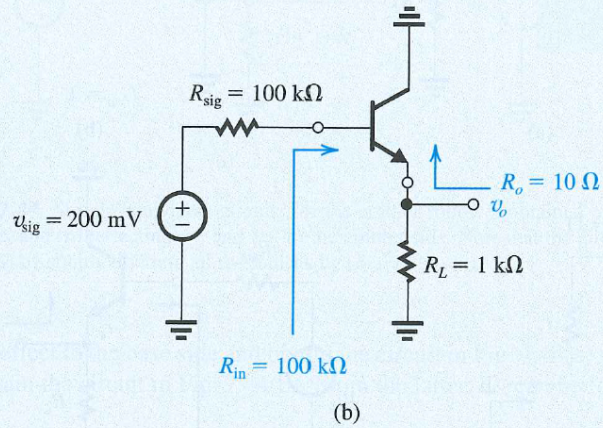 R_sig = 100 kΩ
R_o = 10 Ω
v_o
v_sig = 200 mV
+
−
R_L = 1 kΩ
R_in = 100 kΩ
(b)